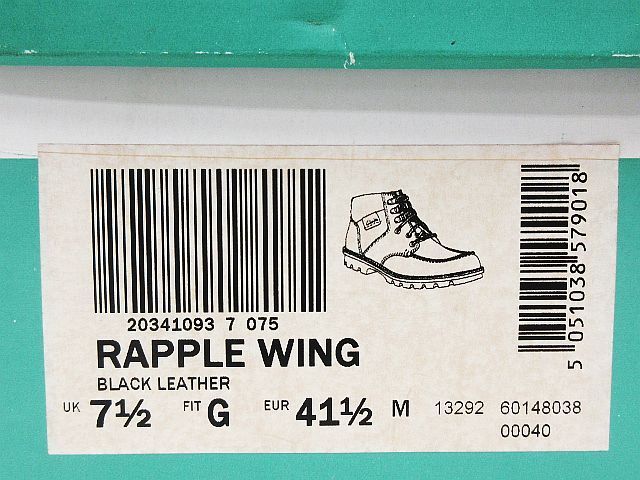 20341093 7 075
RAPPLE WING
BLACK LEATHER
UK 7½ FIT G EUR 41½ M 13292 60148038
00040
5 051038 579018